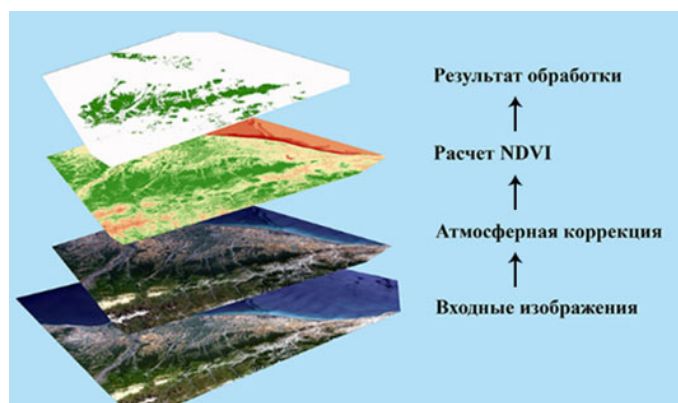 Результат обработки
Расчет NDVI
Атмосферная коррекция
Входные изображения